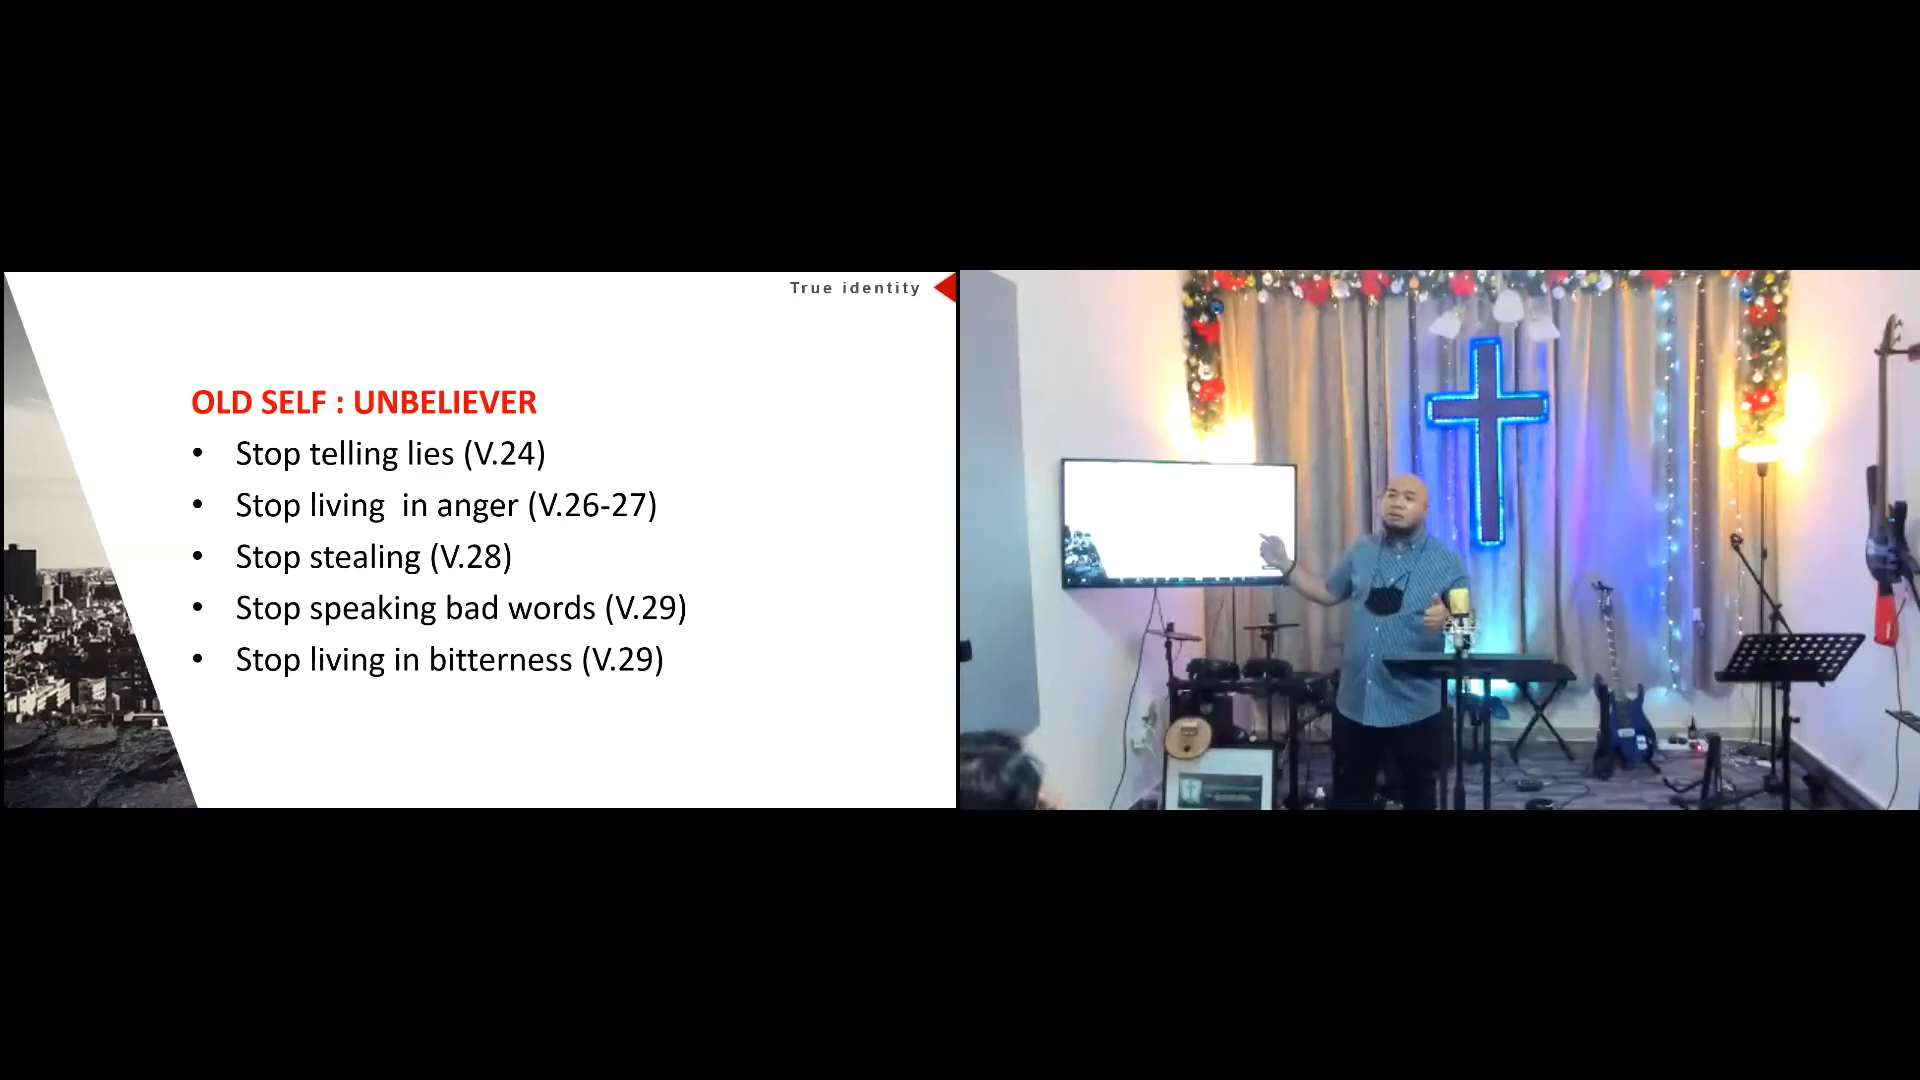 True identity
OLD SELF : UNBELIEVER
• Stop telling lies (V.24)
• Stop living  in anger (V.26-27)
• Stop stealing (V.28)
• Stop speaking bad words (V.29)
• Stop living in bitterness (V.29)